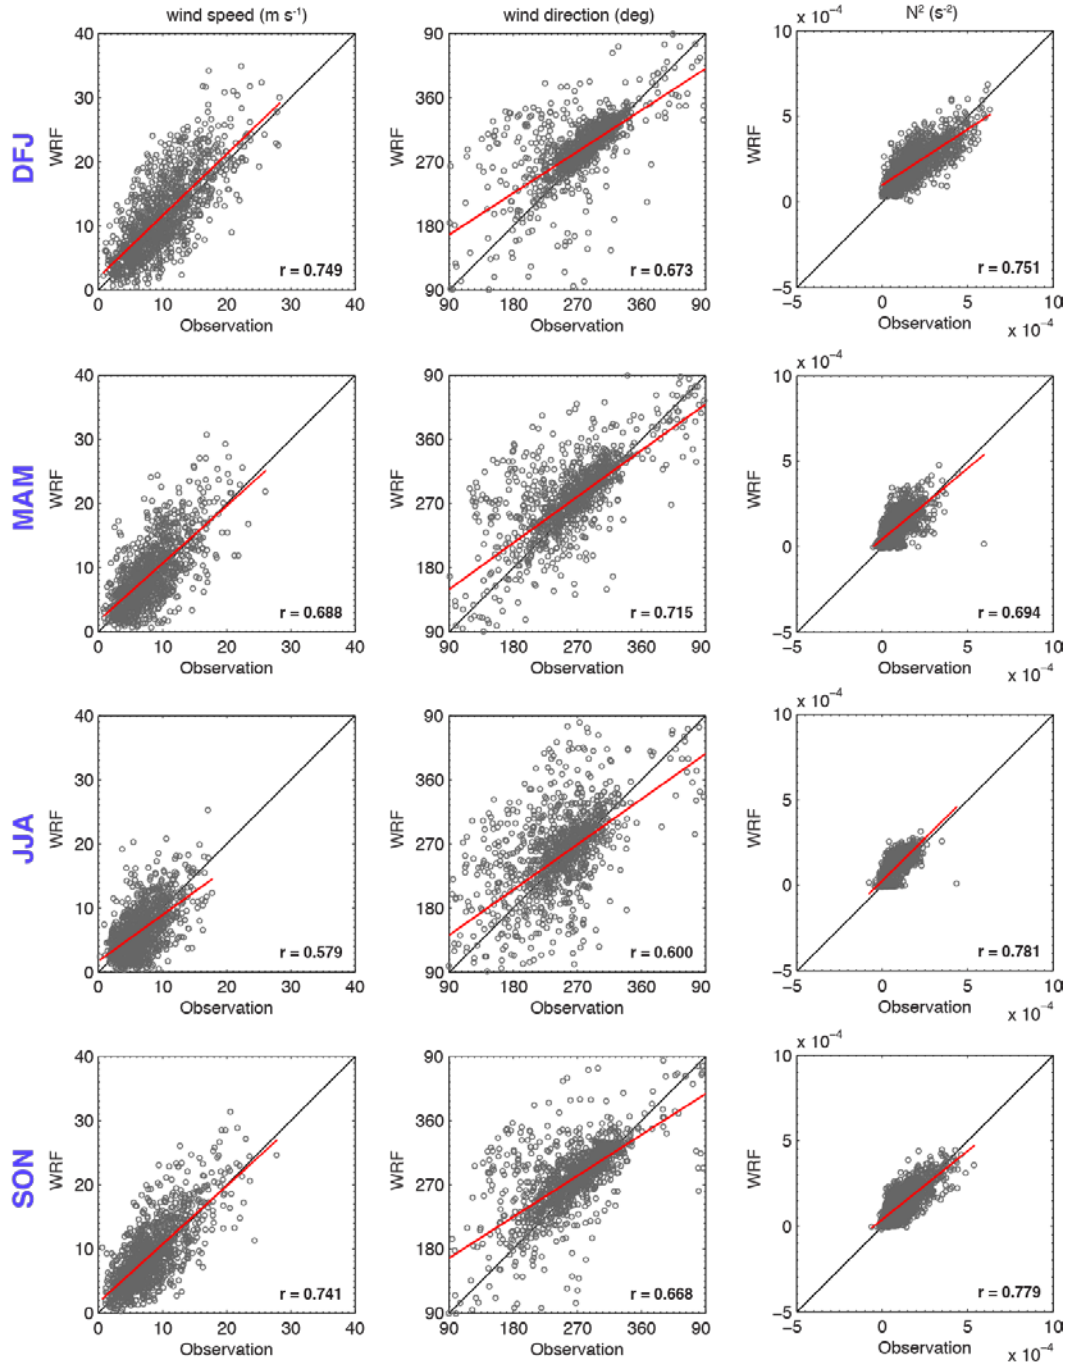 wind speed (m s⁻¹)
wind direction (deg)
N² (s⁻²)
DFJ
WRF
40
30
20
10
0
0 10 20 30 40
Observation
r = 0.749
WRF
90
360
270
180
90
90 180 270 360 90
Observation
r = 0.673
x 10⁻⁴
WRF
10
5
0
−5
−5 0 5 10
Observation
x 10⁻⁴
r = 0.751
MAM
WRF
40
30
20
10
0
0 10 20 30 40
Observation
r = 0.688
WRF
90
360
270
180
90
90 180 270 360 90
Observation
r = 0.715
x 10⁻⁴
WRF
10
5
0
−5
−5 0 5 10
Observation
x 10⁻⁴
r = 0.694
JJA
WRF
40
30
20
10
0
0 10 20 30 40
Observation
r = 0.579
WRF
90
360
270
180
90
90 180 270 360 90
Observation
r = 0.600
x 10⁻⁴
WRF
10
5
0
−5
−5 0 5 10
Observation
x 10⁻⁴
r = 0.781
SON
WRF
40
30
20
10
0
0 10 20 30 40
Observation
r = 0.741
WRF
90
360
270
180
90
90 180 270 360 90
Observation
r = 0.668
x 10⁻⁴
WRF
10
5
0
−5
−5 0 5 10
Observation
x 10⁻⁴
r = 0.779